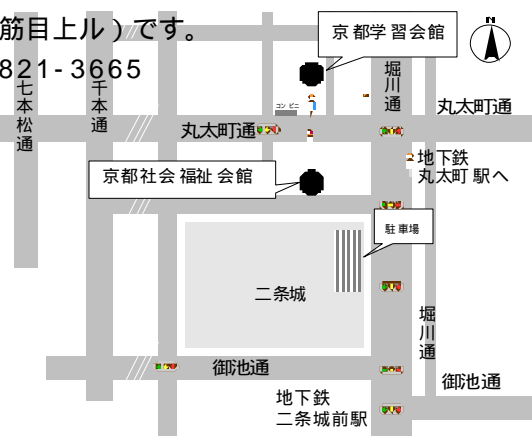 筋目上ル）です。
821-3665
京都学習会館
N
七本松通
千本通
堀川通
コンビニ
丸太町通
丸太町通
地下鉄
丸太町駅へ
京都社会福祉会館
駐車場
二条城
堀川通
御池通
御池通
地下鉄
二条城前駅